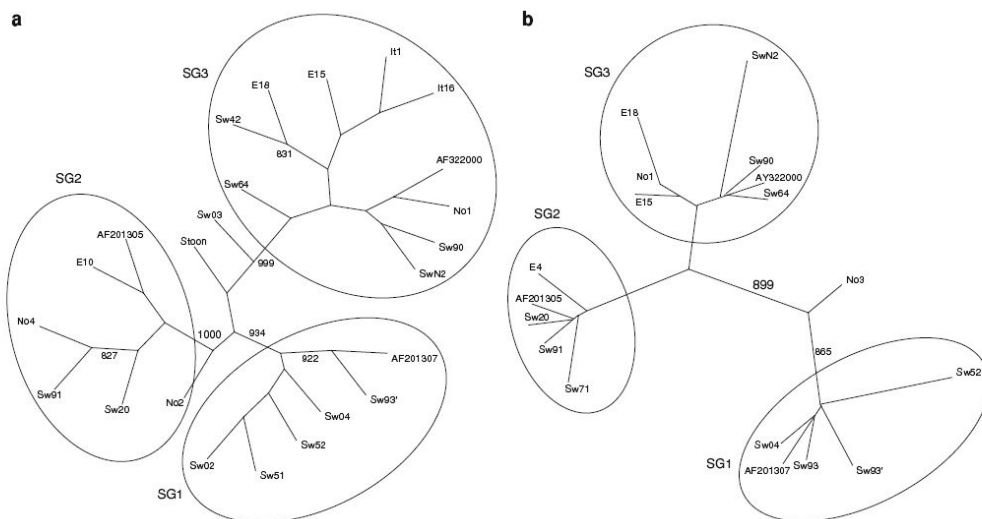 a
SG3
It1
E15
E18
It16
Sw42
831
AF322000
Sw64
SG2
Sw03
No1
Stoon
AF201305
Sw90
E10
999
SwN2
No4
1000
934
827
922
AF201307
Sw91
No2
Sw93'
Sw20
Sw04
Sw52
Sw02
Sw51
SG1
b
SwN2
SG3
E18
Sw90
No1
AY322000
Sw64
E15
SG2
E4
899
No3
AF201305
Sw20
Sw91
865
Sw71
Sw52
Sw04
SG1
AF201307
Sw93
Sw93'